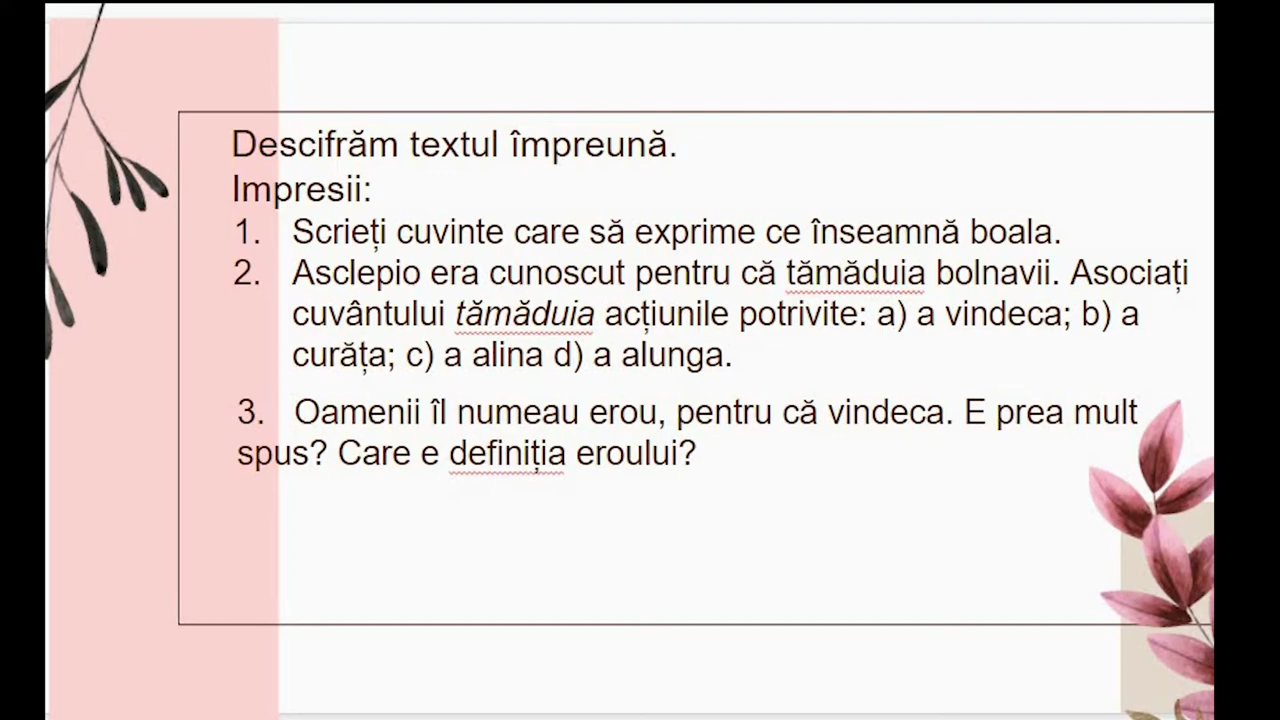 Descifrăm textul împreună.
Impresii:
1. Scrieți cuvinte care să exprime ce înseamnă boala.
2. Asclepio era cunoscut pentru că tămăduia bolnavii. Asociați
cuvântului tămăduia acțiunile potrivite: a) a vindeca; b) a
curăța; c) a alina d) a alunga.
3. Oamenii îl numeau erou, pentru că vindeca. E prea mult
spus? Care e definiția eroului?